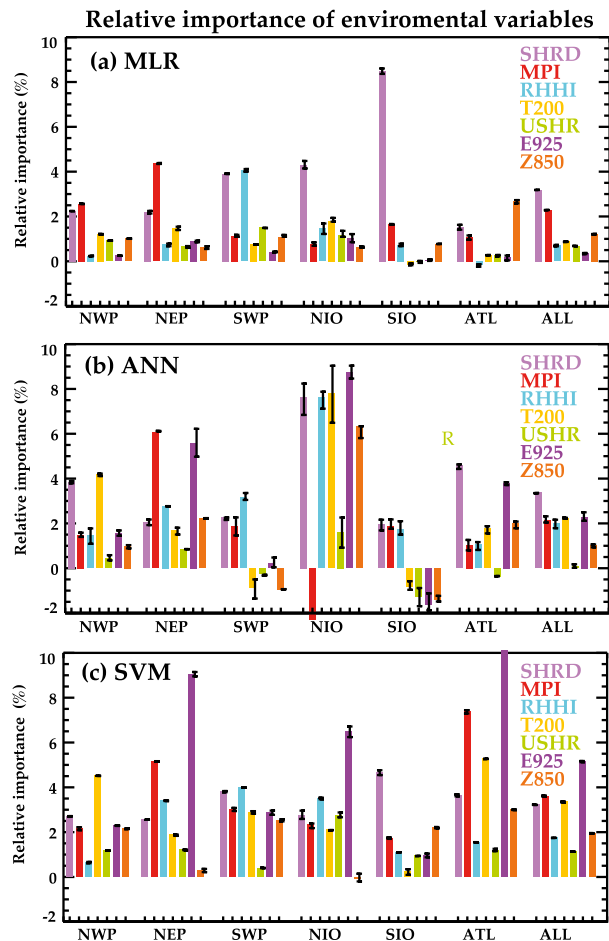 Relative importance of enviromental variables
(a) MLR
SHRD
MPI
RHHI
T200
USHR
E925
Z850
Relative importance (%)
10
8
6
4
2
0
-2
NWP NEP SWP NIO SIO ATL ALL
(b) ANN
SHRD
MPI
RHHI
T200
USHR
E925
Z850
R
Relative importance (%)
10
8
6
4
2
0
-2
NWP NEP SWP NIO SIO ATL ALL
(c) SVM
SHRD
MPI
RHHI
T200
USHR
E925
Z850
Relative importance (%)
10
8
6
4
2
0
-2
NWP NEP SWP NIO SIO ATL ALL